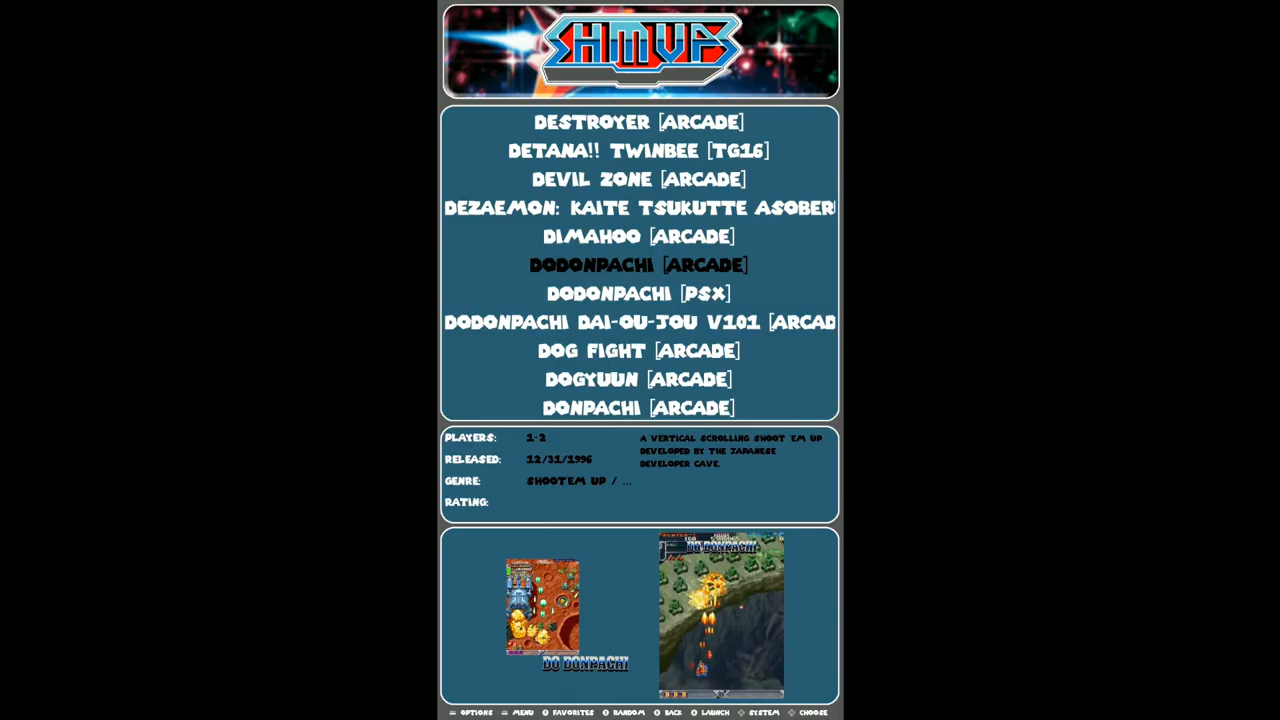 SHMUPS
DESTROYER [ARCADE]
DETANA!! TWINBEE [TG16]
DEVIL ZONE [ARCADE]
DEZAEMON: KAITE TSUKUTTE ASOBER
DIMAHOO [ARCADE]
DODONPACHI [ARCADE]
DODONPACHI [PSX]
DODONPACHI DAI-OU-JOU V101 [ARCAD
DOG FIGHT [ARCADE]
DOGYUUN [ARCADE]
DONPACHI [ARCADE]
PLAYERS: 1-2
RELEASED: 12/31/1996
GENRE: SHOOT'EM UP / ...
RATING:
A VERTICAL SCROLLING SHOOT 'EM UP
DEVELOPED BY THE JAPANESE
DEVELOPER CAVE.
DO DONPACHI
DO DONPACHI
OPTIONS MENU FAVORITES RANDOM BACK LAUNCH SYSTEM CHOOSE